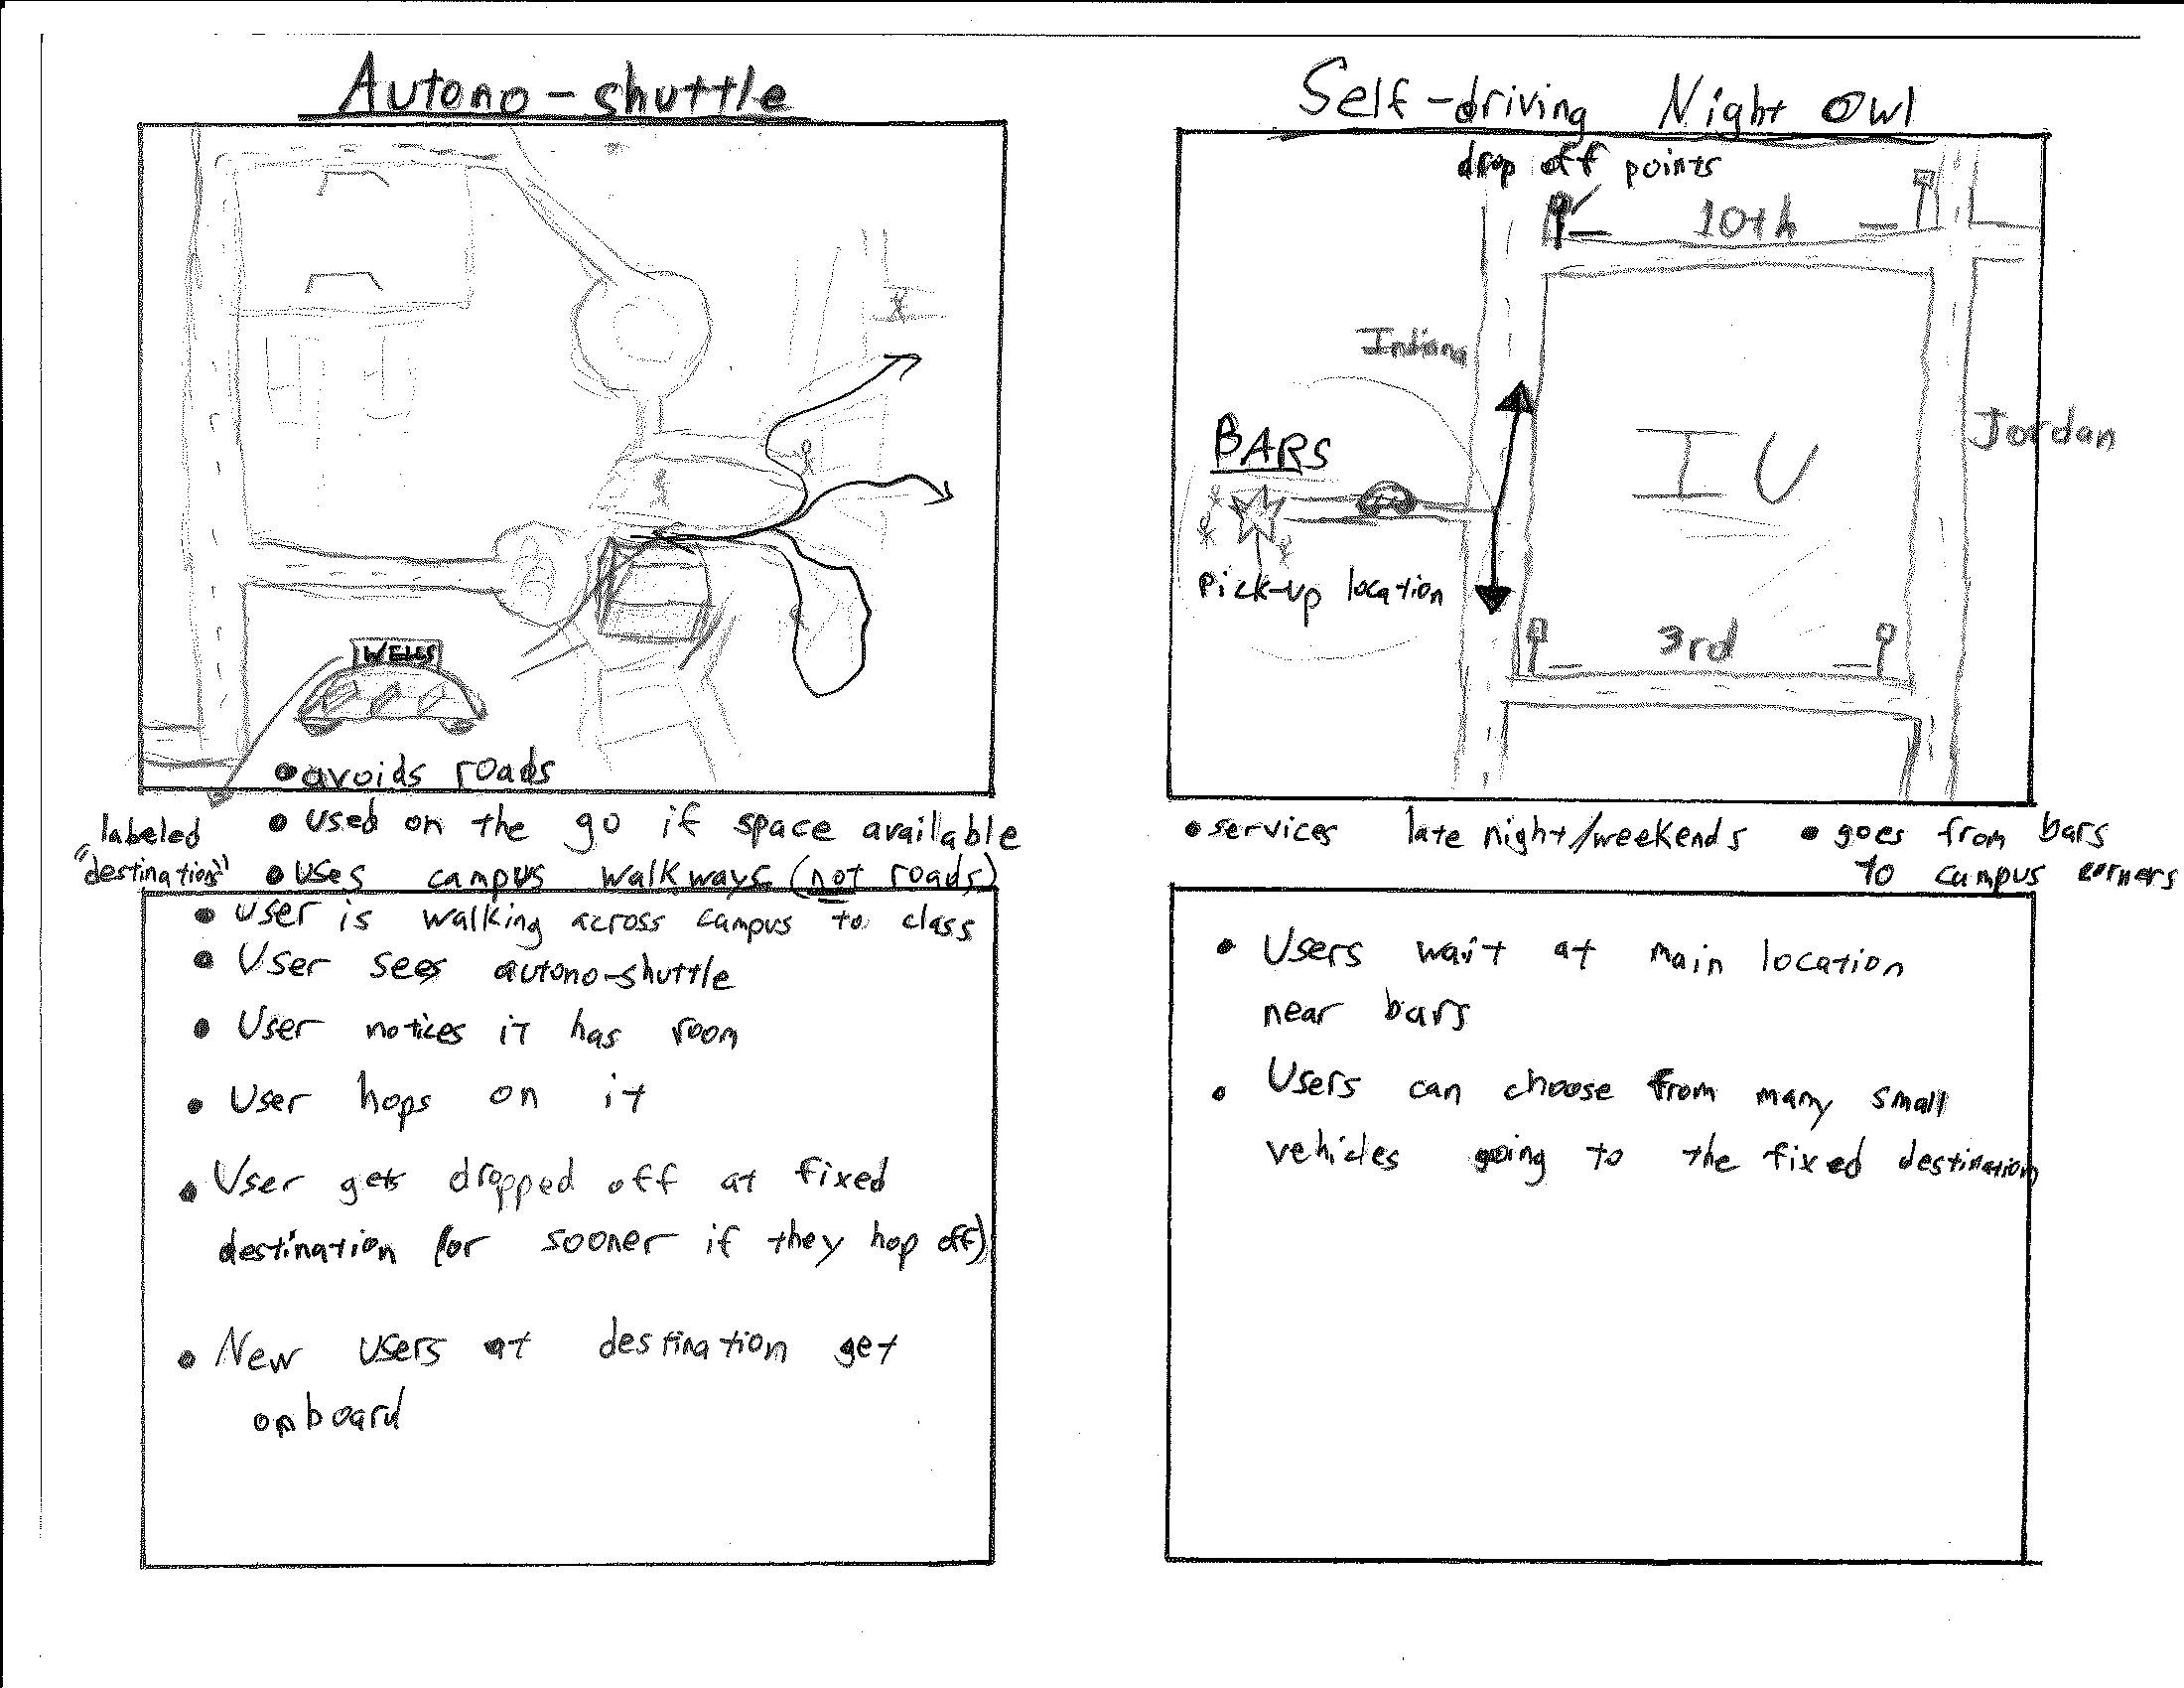 Autono-shuttle
WELLS
• avoids roads
labeled
"destinations"
• used on the go if space available
• uses campus walkways (not roads)
• User is walking across campus to class
• User sees autono-shuttle
• User notices it has room
• User hops on it
• User gets dropped off at fixed
destination (or sooner if they hop off)
• New users at destination get
onboard
Self-driving Night Owl
drop off points
10th
Indiana
BARS
IU
Jordan
Pick-up location
3rd
• services late night/weekends
• goes from bars
to campus corners
• Users wait at main location
near bars
• Users can choose from many small
vehicles going to the fixed destination